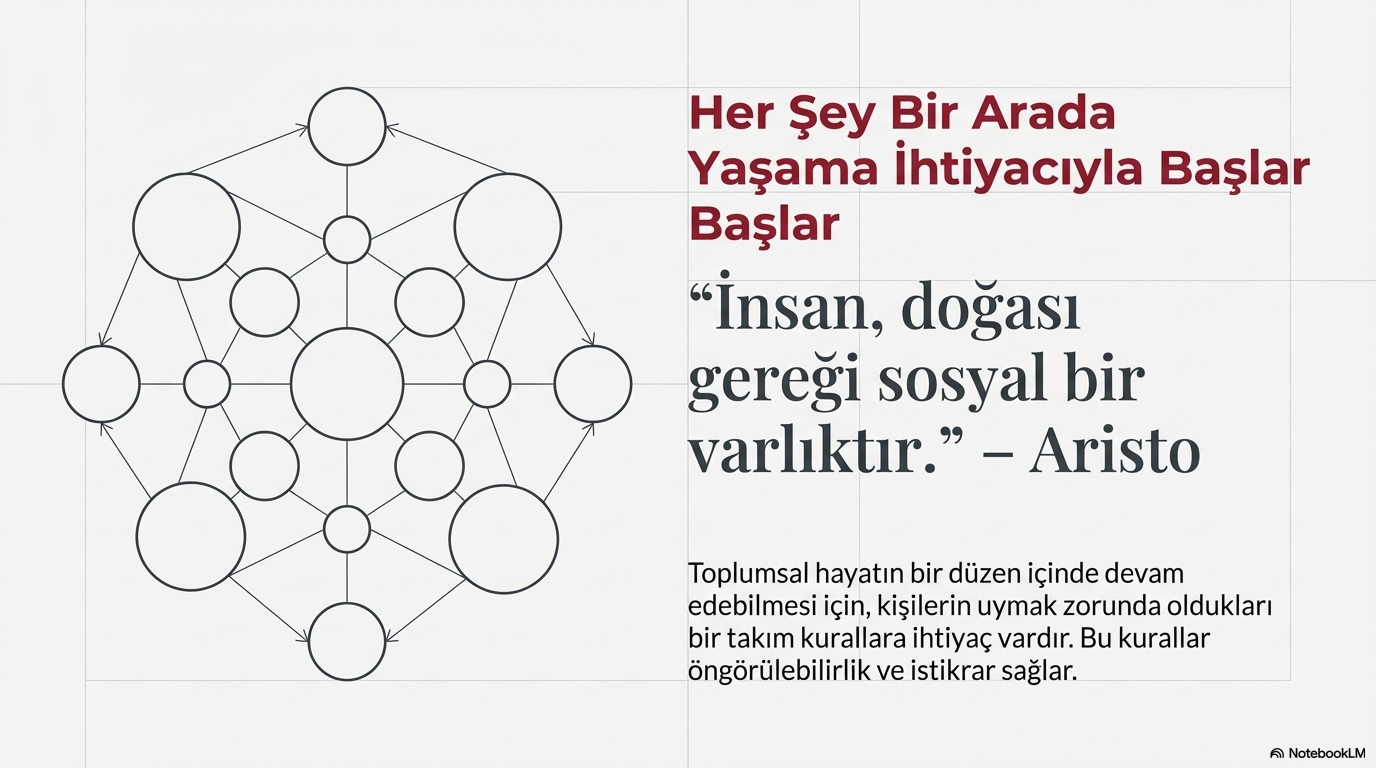 Her Şey Bir Arada
Yaşama İhtiyacıyla Başlar
Başlar
“İnsan, doğası
gereği sosyal bir
varlıktır.” – Aristo
Toplumsal hayatın bir düzen içinde devam
edebilmesi için, kişilerin uymak zorunda oldukları
bir takım kurallara ihtiyaç vardır. Bu kurallar
öngörülebilirlik ve istikrar sağlar.
NotebookLM